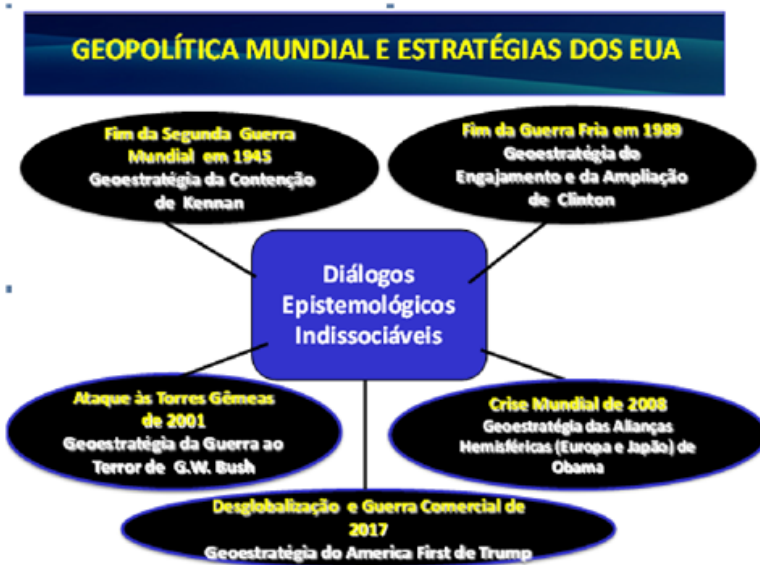 GEOPOLÍTICA MUNDIAL E ESTRATÉGIAS DOS EUA
Fim da Segunda Guerra
Mundial em 1945
Geoestratégia da Contenção
de Kennan
Fim da Guerra Fria em 1989
Geoestratégia do
Engajamento e da Ampliação
de Clinton
Diálogos
Epistemológicos
Indissociáveis
Ataque às Torres Gêmeas
de 2001
Geoestratégia da Guerra ao
Terror de G.W. Bush
Crise Mundial de 2008
Geoestratégia das Alianças
Hemisféricas (Europa e Japão) de
Obama
Desglobalização e Guerra Comercial de
2017
Geoestratégia do America First de Trump